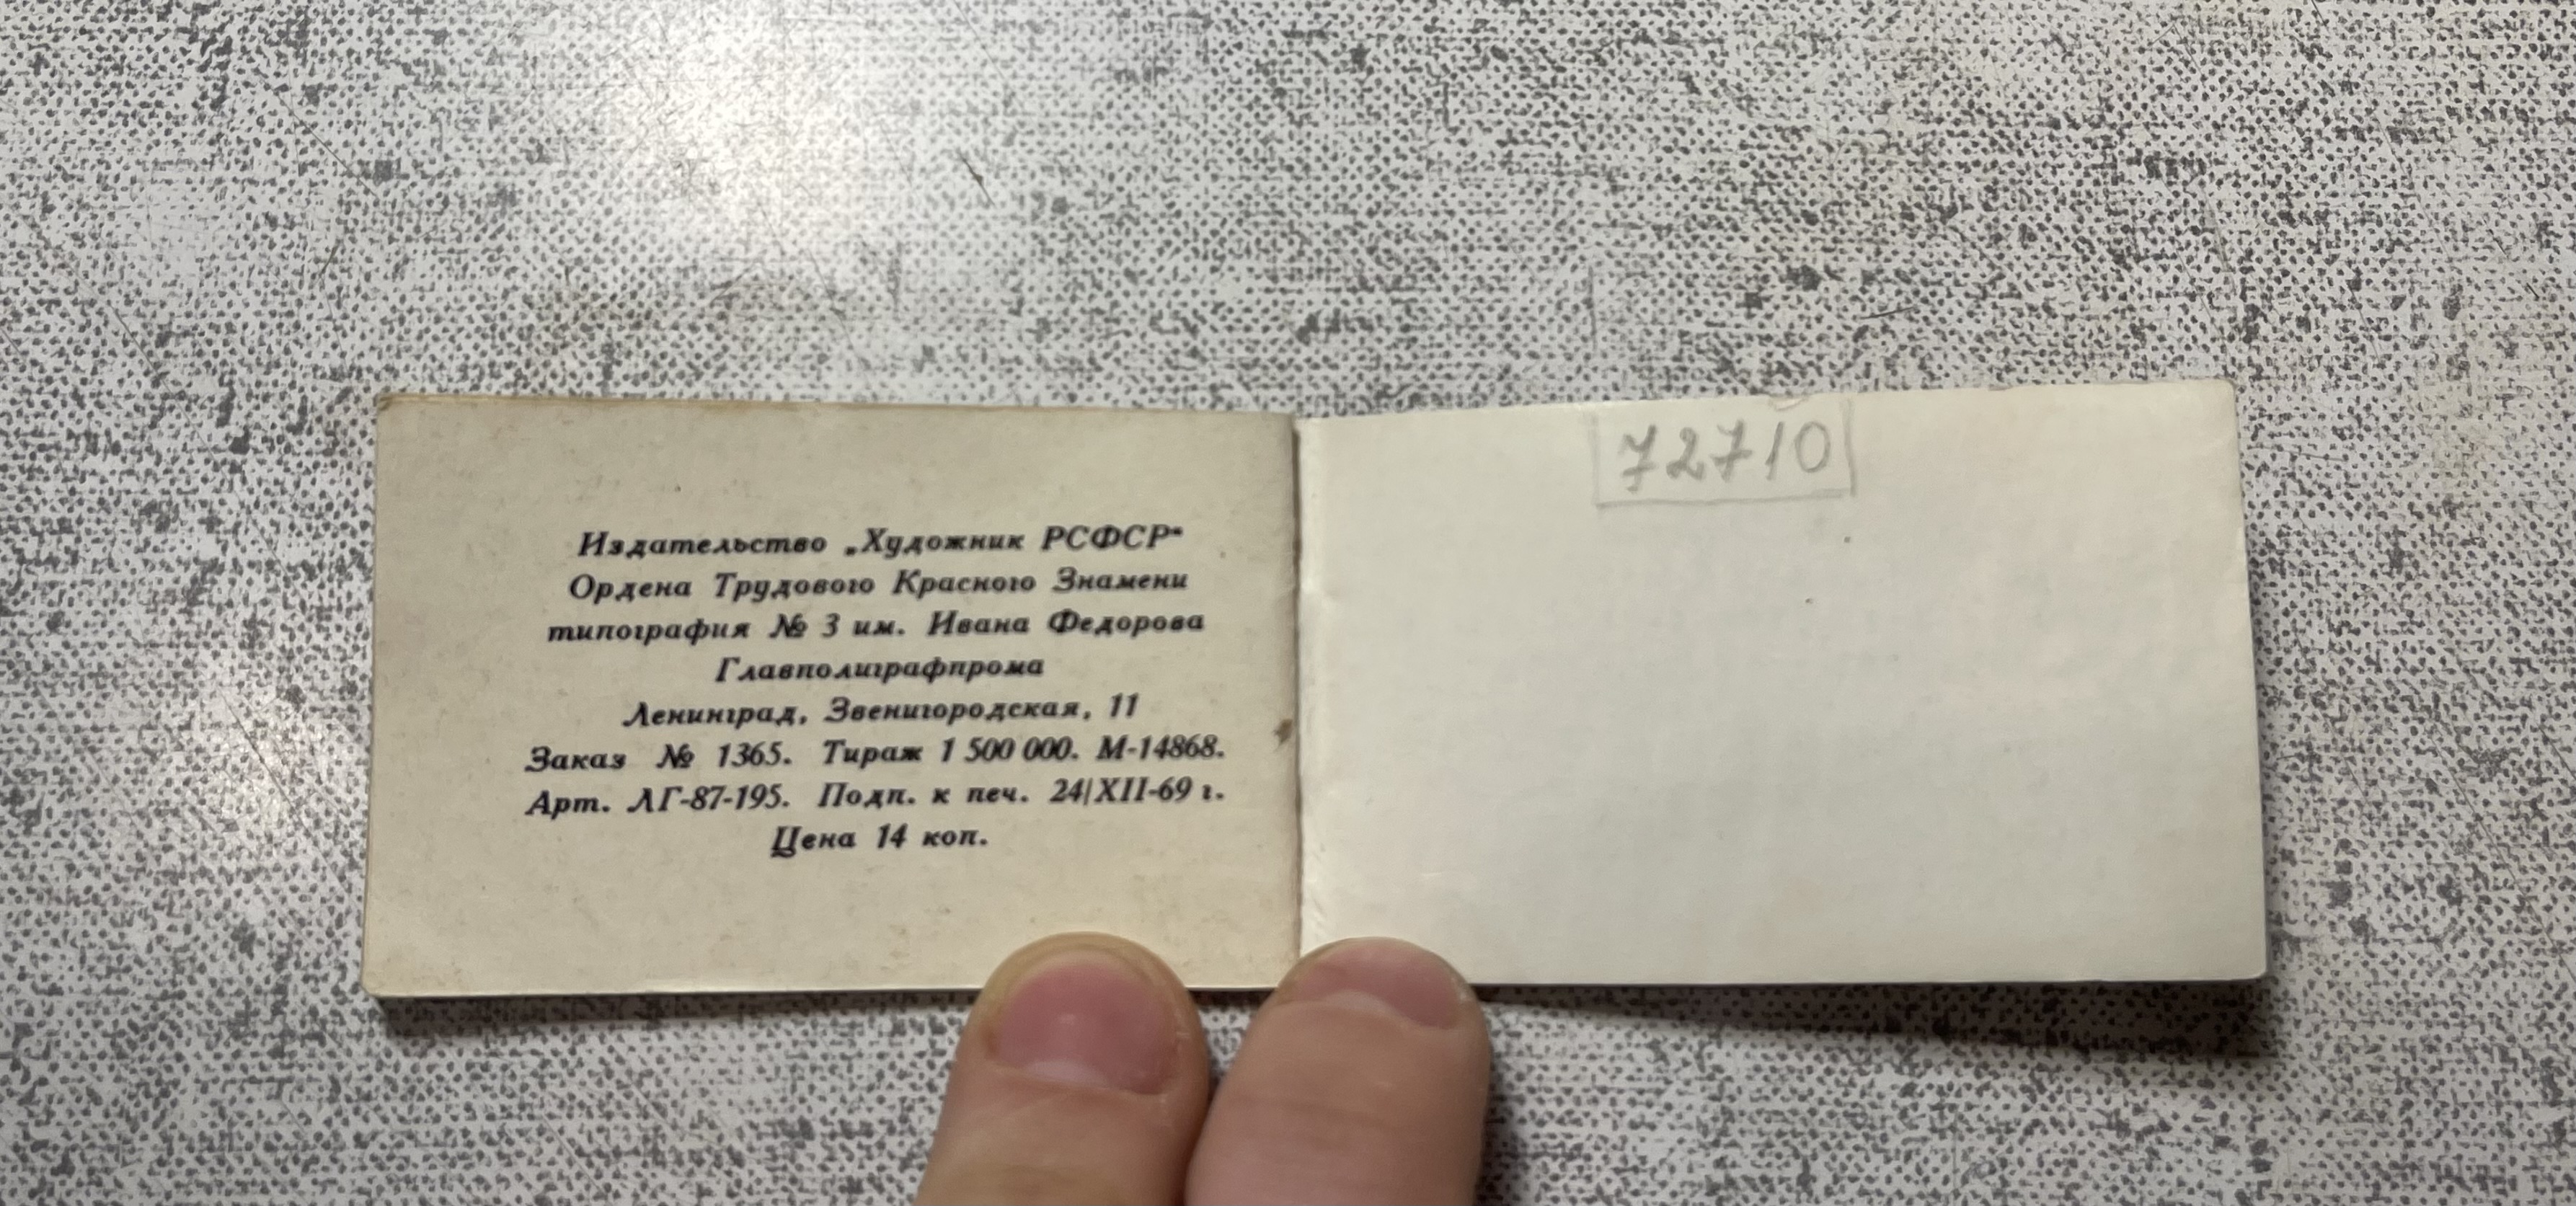 Издательство „Художник РСФСР“
Ордена Трудового Красного Знамени
типография № 3 им. Ивана Федорова
Главполиграфпрома
Ленинград, Звенигородская, 11
Заказ № 1365. Тираж 1 500 000. М-14868.
Арт. ЛГ-87-195. Подп. к печ. 24|XII-69 г.
Цена 14 коп.
72710